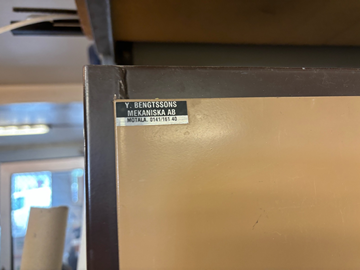 Y. BENGTSSONS
MEKANISKA AB
MOTALA. 0141/161 40